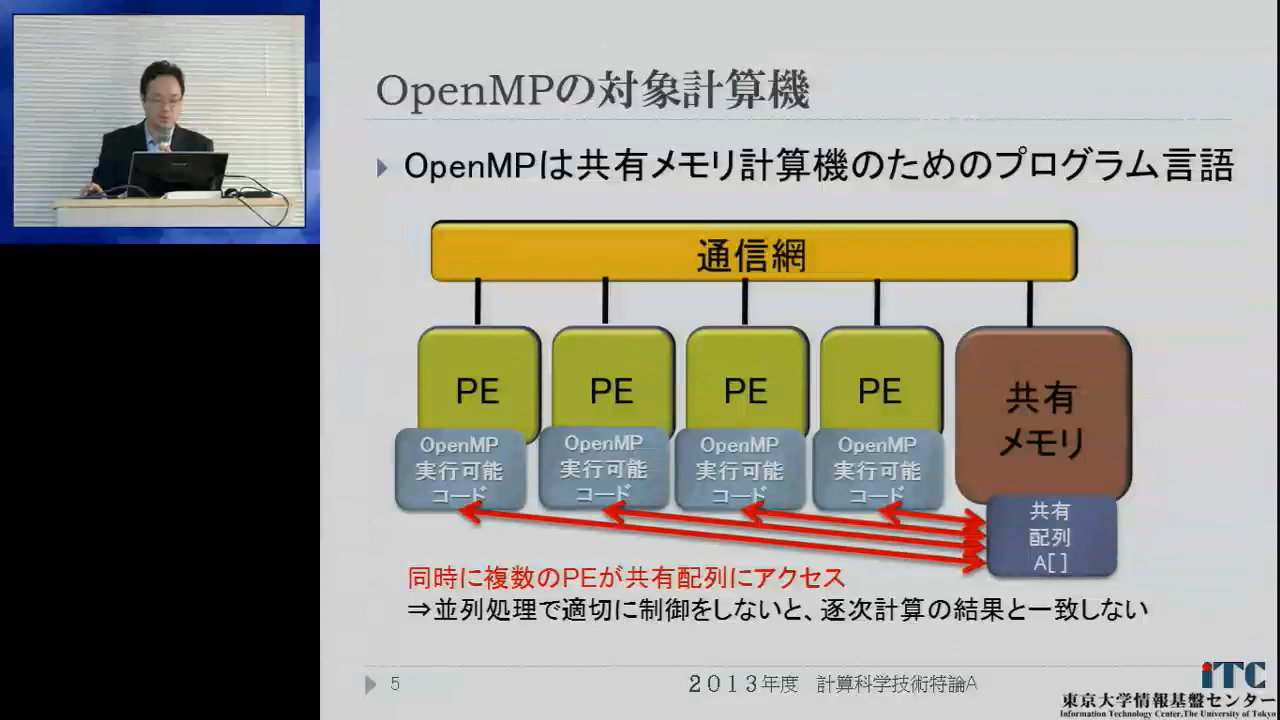 OpenMPの対象計算機
OpenMPは共有メモリ計算機のためのプログラム言語
通信網
PE
PE
PE
PE
共有
メモリ
OpenMP
実行可能
コード
OpenMP
実行可能
コード
OpenMP
実行可能
コード
OpenMP
実行可能
コード
共有
配列
A[ ]
同時に複数のPEが共有配列にアクセス
⇒並列処理で適切に制御をしないと、逐次計算の結果と一致しない
5
2013年度 計算科学技術特論A
iTC
東京大学情報基盤センター
Information Technology Center,The University of Tokyo